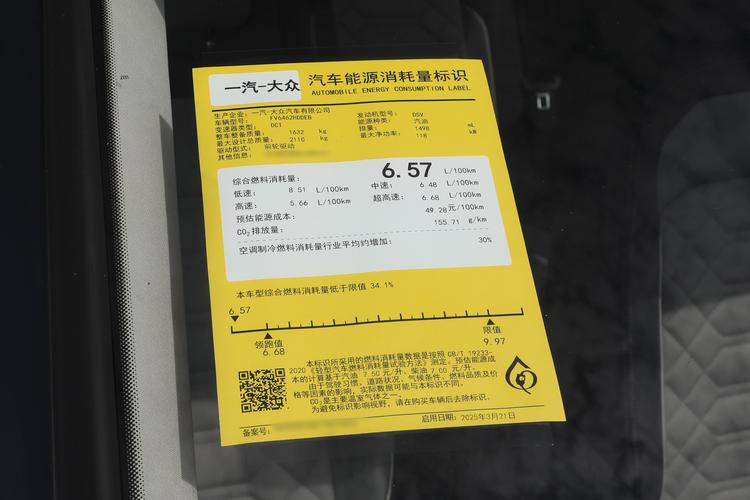 一汽-大众
汽车能源消耗量标识
AUTOMOBILE ENERGY CONSUMPTION LABEL
生产企业: 一汽-大众汽车有限公司
车辆型号: FV6462HDDEB 发动机型号: DSV
变速器类型: DCT 能源种类: 汽油
整车整备质量: 1632 kg 排量: 1498 mL
最大设计总质量: 2110 kg 最大净功率: 118 kW
驱动型式: 前轮驱动
其他信息:
综合燃料消耗量: 6.57 L/100km
低速: 8.51 L/100km 中速: 6.48 L/100km
高速: 5.66 L/100km 超高速: 6.68 L/100km
预估能源成本: 49.28元/100km
CO₂排放量: 155.71 g/km
空调制冷燃料消耗量行业平均约增加: 30%
本车型综合燃料消耗量低于限值 34.1%
6.57
领跑值 限值
6.68 9.97
本标识所采用的燃料消耗量数据是按照 GB/T 19233-
2020《轻型汽车燃料消耗量试验方法》测定。预估能源成
本的计算基于汽油 7.50 元/升，柴油 7.00 元/升。
由于驾驶习惯，道路状况，气候条件，燃料品质及价
格等因素的影响，实际数据可能与本标识不同。
CO₂是主要温室气体之一。
为避免标识影响视野，请在购买车辆后去除标识。
备案号: 启用日期: 2025年3月21日